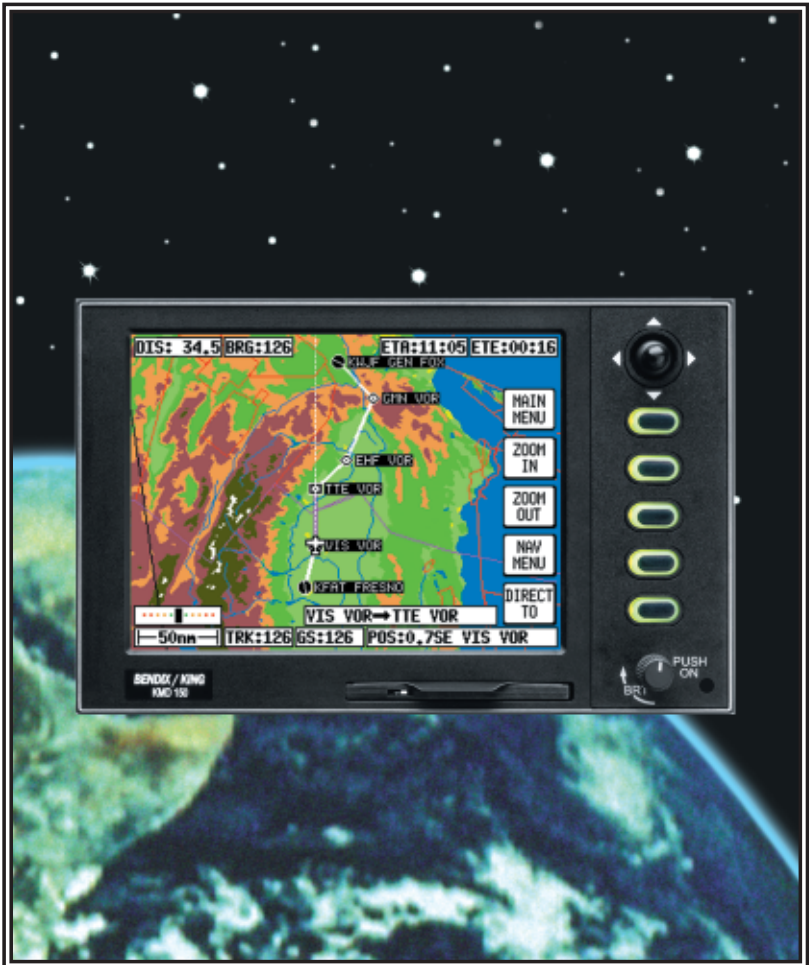 DIS: 34.5 BRG:126 ETA:11:05 ETE:00:16
KWJF GEN FOX
GMN VOR
EHF VOR
TTE VOR
VIS VOR
KFAT FRESNO
MAIN MENU
ZOOM IN
ZOOM OUT
NAV MENU
DIRECT TO
VIS VOR→TTE VOR
50nm TRK:126 GS:126 POS:0.7SE VIS VOR
BENDIX/KING
KMD 150
PUSH ON
BRT